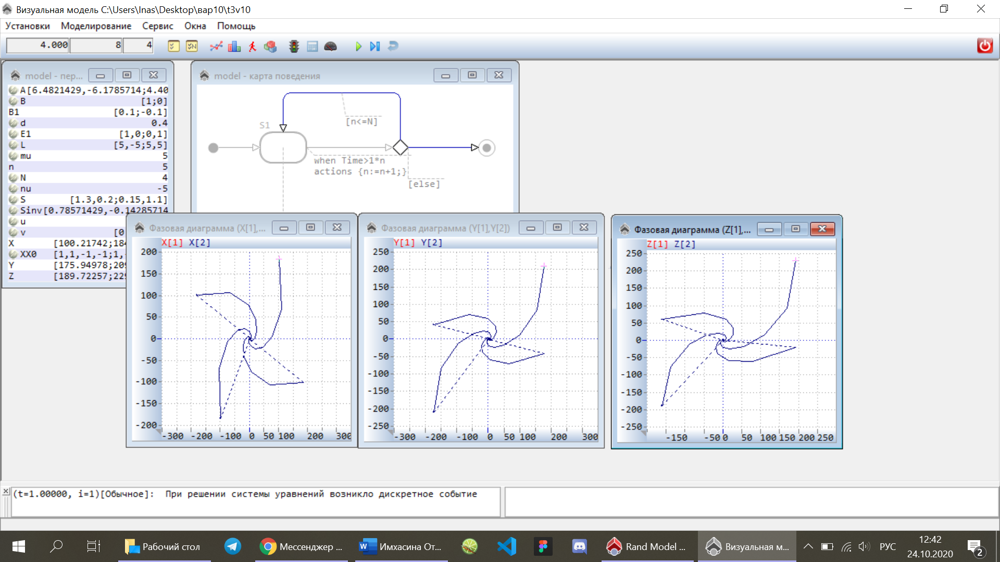 Визуальная модель C:\Users\Inas\Desktop\вар10\t3v10
Установки Моделирование Сервис Окна Помощь
4.000 8 4
model - пер...
A[6.4821429,-6.1785714;4.40
B [1;0]
B1 [0.1;-0.1]
d 0.4
E1 [1,0;0,1]
L [5,-5;5,5]
mu 5
n 5
N 4
nu -5
S [1.3,0.2;0.15,1.1]
Sinv[0.78571429,-0.14285714
u
v [0
X [100.21742;184
XX0 [1,1,-1,-1;1,
Y [175.94978;209
Z [189.72257;229
model - карта поведения
[n<=N]
S1
when Time>1*n
actions {n:=n+1;}
[else]
Фазовая диаграмма (X[1],...
X[1] X[2]
200
150
100
50
0
-50
-100
-150
-200
-300 -200 -100 0 50 100 200 300
Фазовая диаграмма (Y[1],Y[2])
Y[1] Y[2]
250
200
150
100
50
0
-50
-100
-150
-200
-250
-300 -200 -100 0 50 100 200 300
Фазовая диаграмма (Z[1],...
Z[1] Z[2]
250
200
150
100
50
0
-50
-100
-150
-200
-250
-150 -50 0 50 100 150 200 250
(t=1.00000, i=1)[Обычное]: При решении системы уравнений возникло дискретное событие
Рабочий стол
Мессенджер ...
Имхасина От...
Rand Model ...
Визуальная м...
РУС
12:42
24.10.2020
2